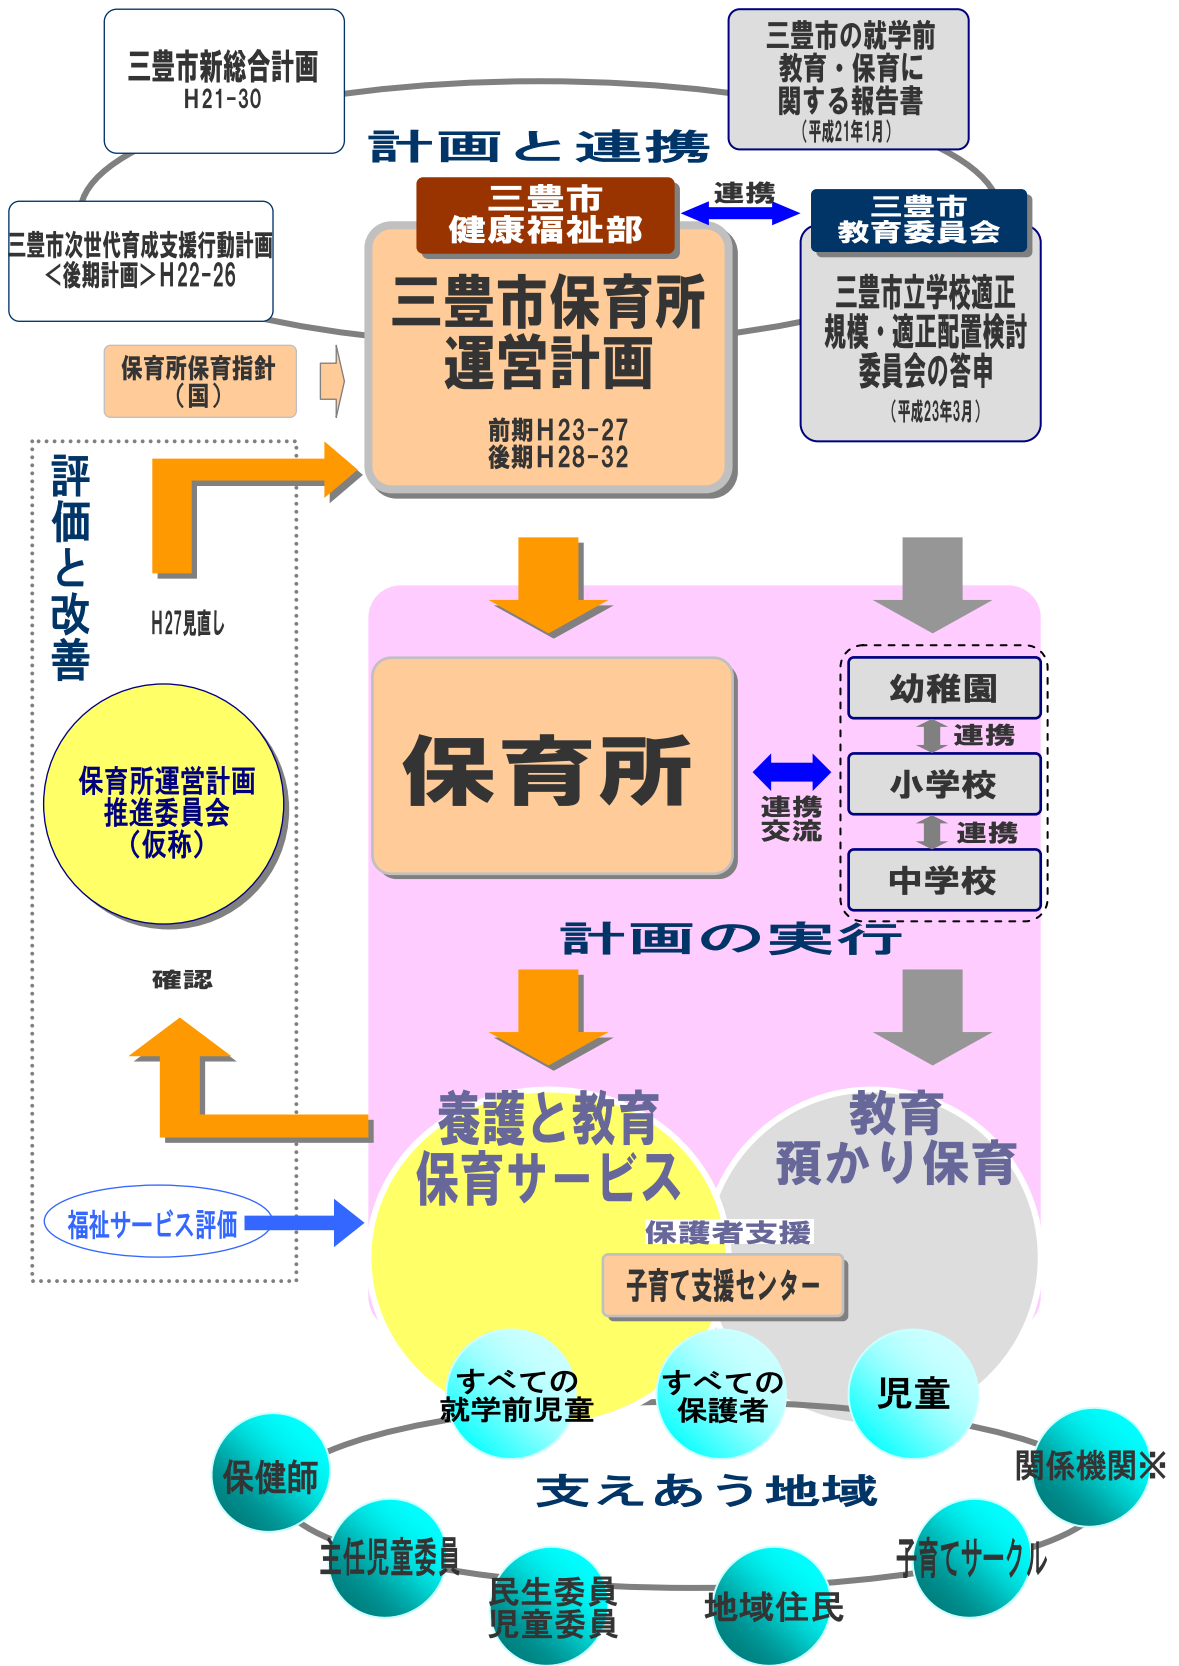 三豊市新総合計画
H21-30
三豊市の就学前
教育・保育に
関する報告書
（平成21年1月）
計画と連携
三豊市次世代育成支援行動計画
＜後期計画＞H22-26
三豊市
健康福祉部
連携
三豊市
教育委員会
三豊市保育所
運営計画
前期H23-27
後期H28-32
三豊市立学校適正
規模・適正配置検討
委員会の答申
（平成23年3月）
保育所保育指針
（国）
評価と改善
H27見直し
保育所運営計画
推進委員会
（仮称）
確認
福祉サービス評価
保育所
連携
交流
幼稚園
連携
小学校
連携
中学校
計画の実行
養護と教育
保育サービス
教育
預かり保育
保護者支援
子育て支援センター
すべての
就学前児童
すべての
保護者
児童
支えあう地域
保健師
主任児童委員
民生委員
児童委員
地域住民
子育てサークル
関係機関※